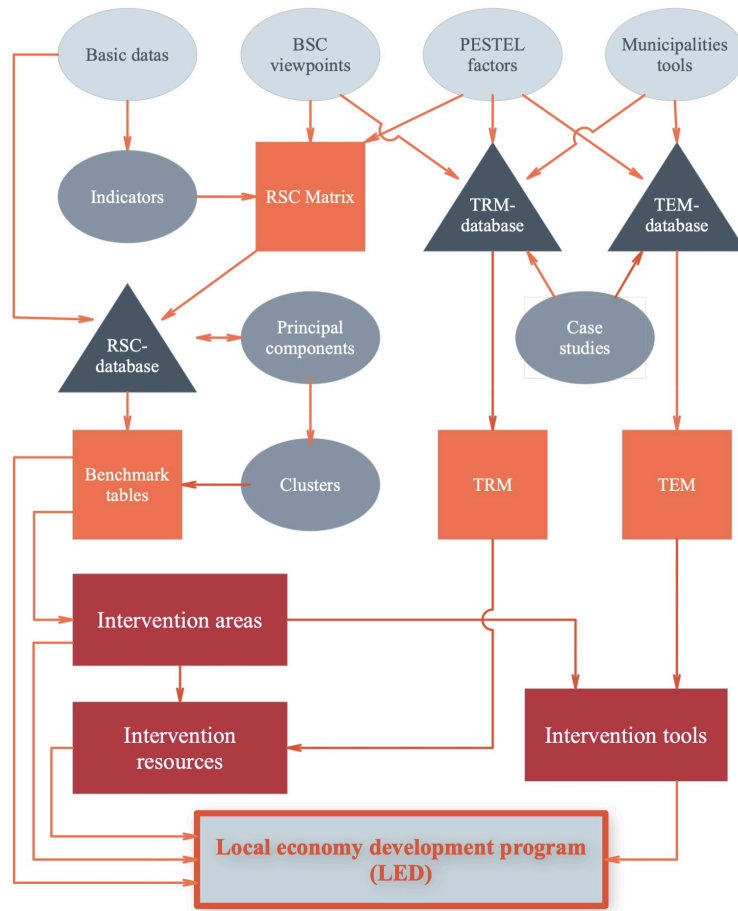 Basic datas
BSC
viewpoints
PESTEL
factors
Municipalities
tools
Indicators
RSC Matrix
TRM-
database
TEM-
database
RSC-
database
Principal
components
Case
studies
Benchmark
tables
Clusters
TRM
TEM
Intervention areas
Intervention
resources
Intervention tools
Local economy development program
(LED)